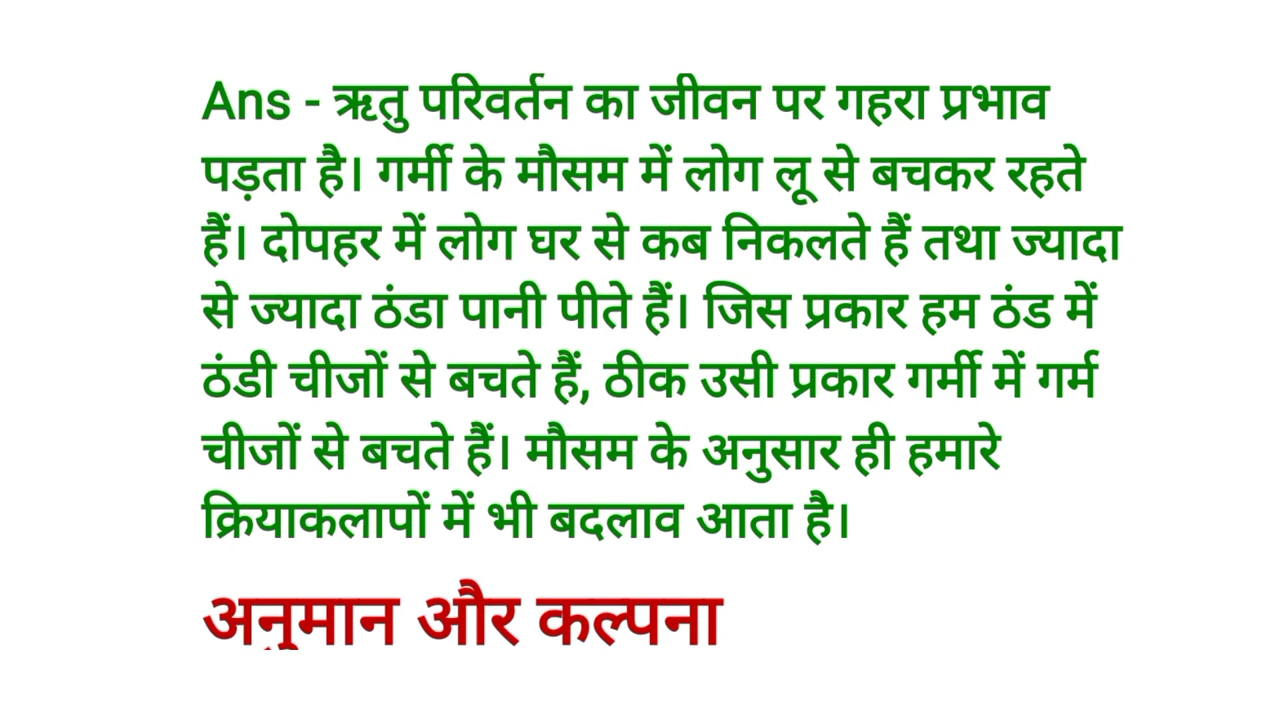 Ans - ऋतु परिवर्तन का जीवन पर गहरा प्रभाव
पड़ता है। गर्मी के मौसम में लोग लू से बचकर रहते
हैं। दोपहर में लोग घर से कब निकलते हैं तथा ज्यादा
से ज्यादा ठंडा पानी पीते हैं। जिस प्रकार हम ठंड में
ठंडी चीजों से बचते हैं, ठीक उसी प्रकार गर्मी में गर्म
चीजों से बचते हैं। मौसम के अनुसार ही हमारे
क्रियाकलापों में भी बदलाव आता है।
अनुमान और कल्पना